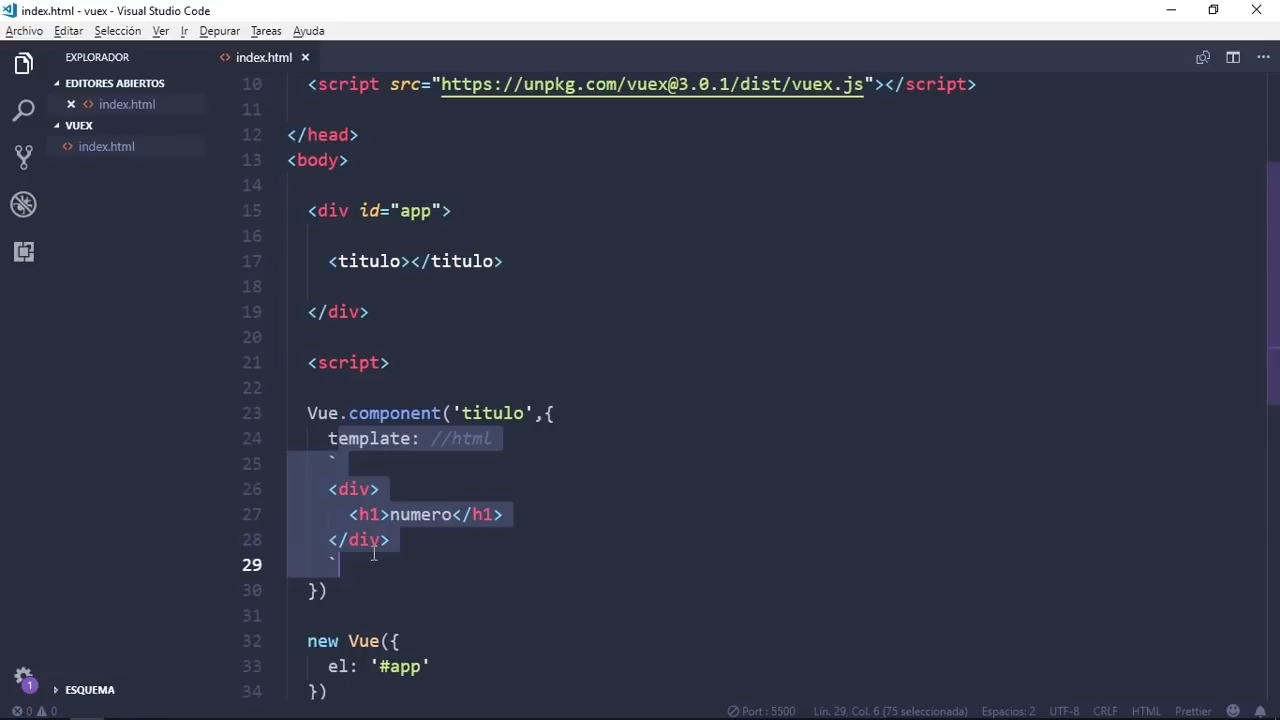 index.html - vuex - Visual Studio Code
Archivo Editar Selección Ver Ir Depurar Tareas Ayuda
EXPLORADOR
EDITORES ABIERTOS
index.html
VUEX
index.html
1
ESQUEMA
index.html
10 <script src="https://unpkg.com/vuex@3.0.1/dist/vuex.js"></script>
11
12 </head>
13 <body>
14
15 <div id="app">
16
17 <titulo></titulo>
18
19 </div>
20
21 <script>
22
23 Vue.component('titulo',{
24 template: //html
25 `
26 <div>
27 <h1>numero</h1>
28 </div>
29 `
30 })
31
32 new Vue({
33 el: '#app'
34 })
0 0 Port : 5500 Lín. 29, Col. 6 (75 seleccionada) Espacios: 2 UTF-8 CRLF HTML Prettier